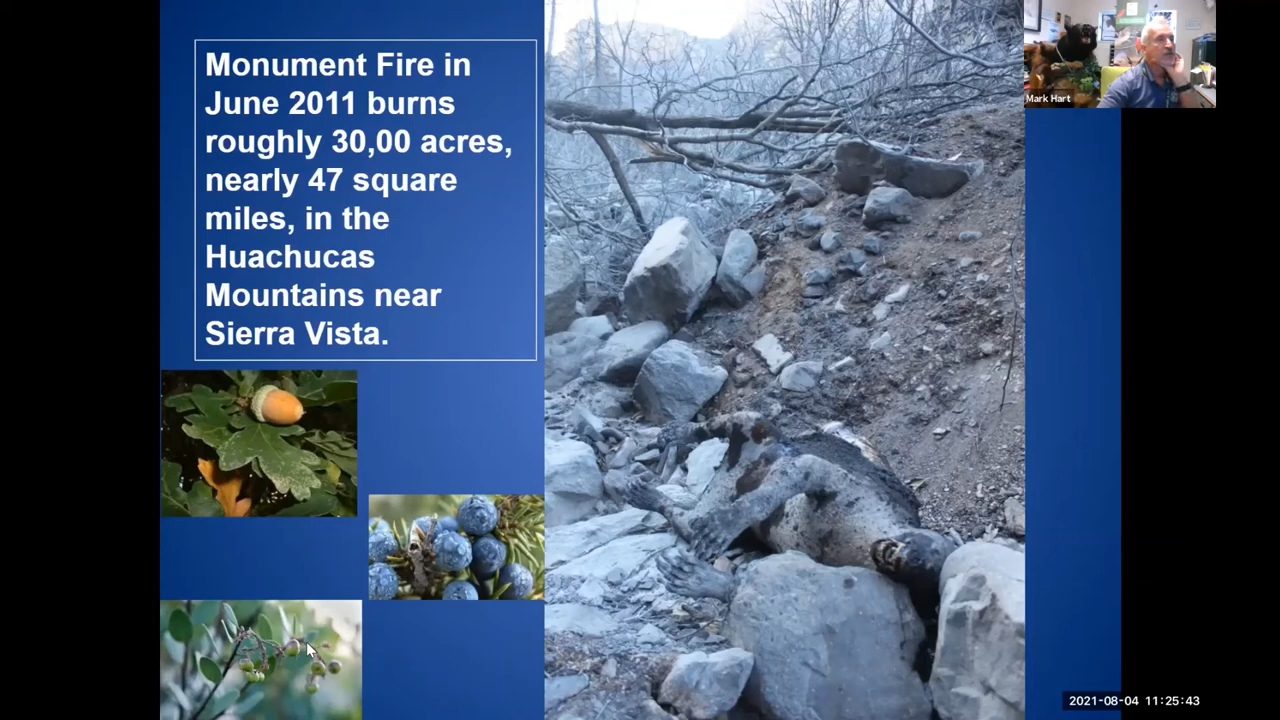 Monument Fire in
June 2011 burns
roughly 30,00 acres,
nearly 47 square
miles, in the
Huachucas
Mountains near
Sierra Vista.
Mark Hart
2021-08-04 11:25:43